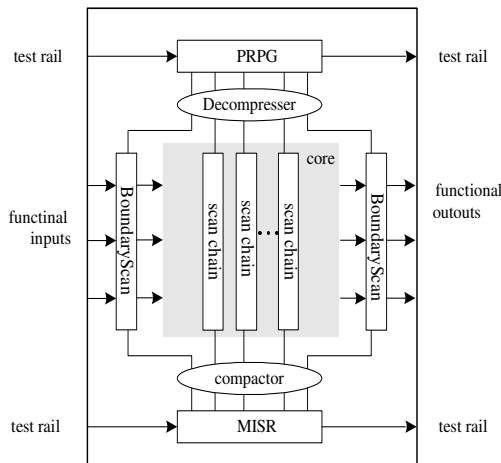 test rail
PRPG
test rail
Decompresser
core
BoundaryScan
scan chain
scan chain
scan chain
BoundaryScan
functinal
inputs
functional
outouts
compactor
test rail
MISR
test rail